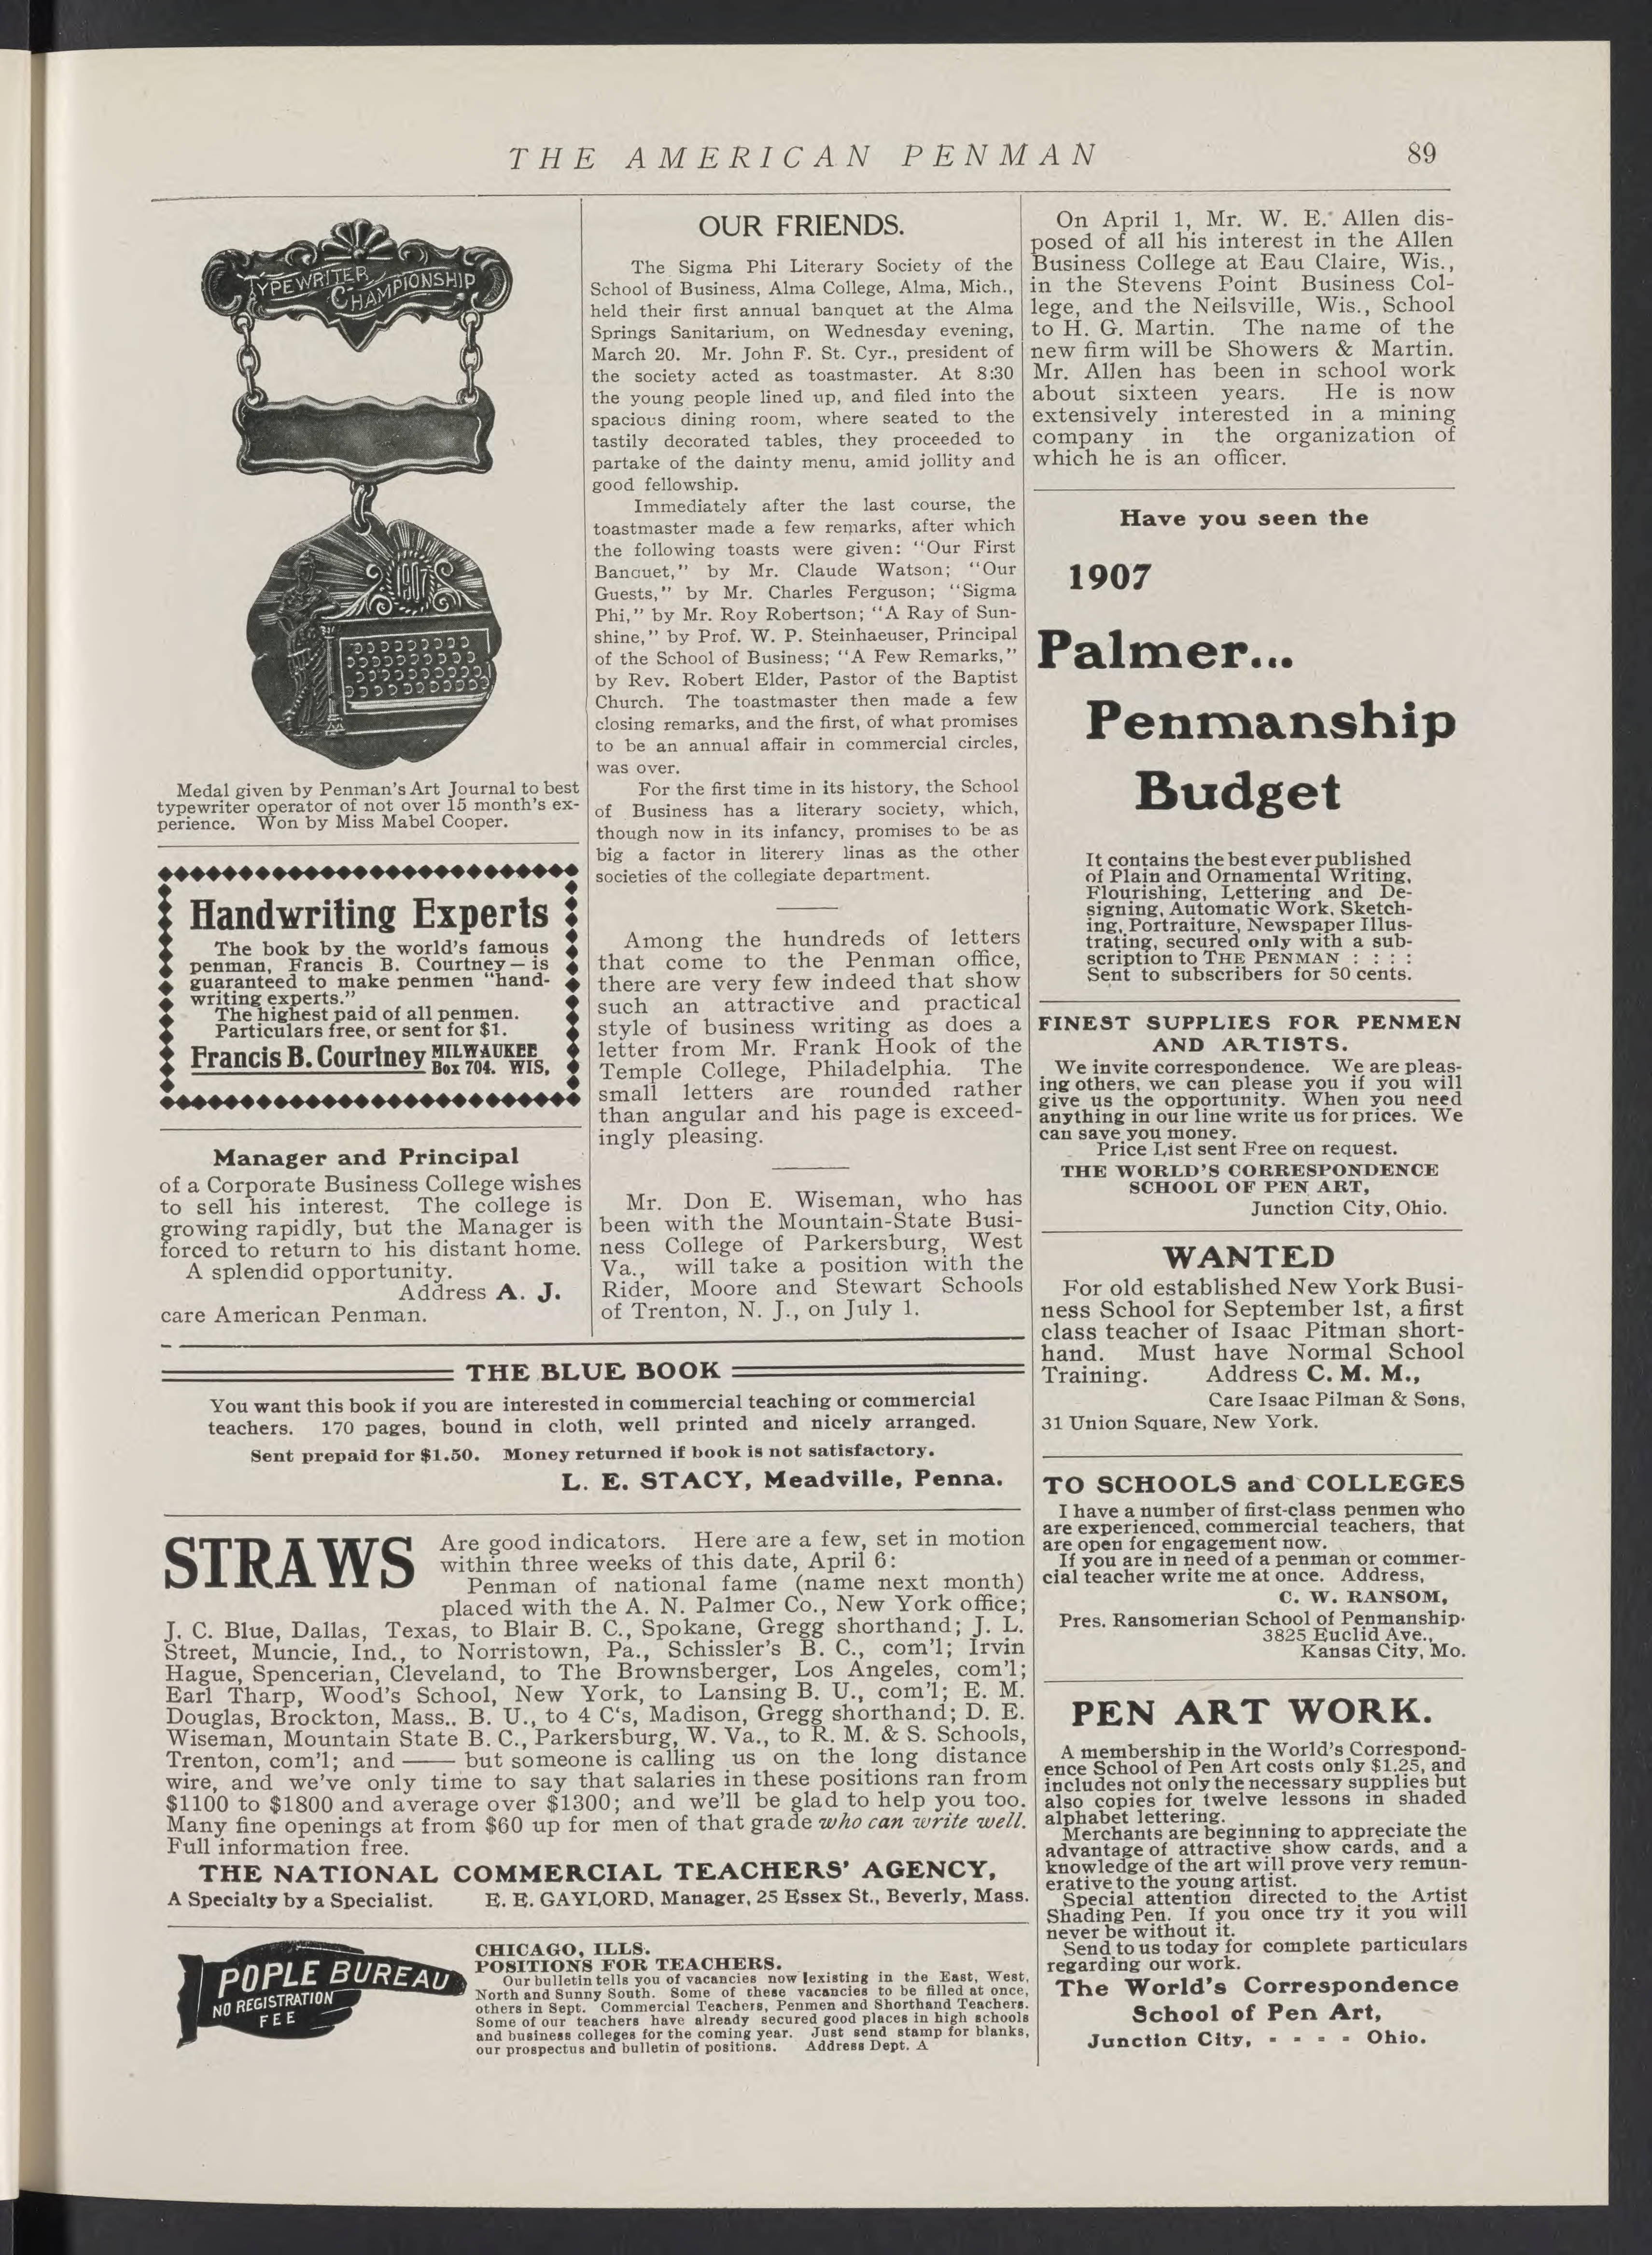 THE AMERICAN PENMAN
89
TYPEWRITER
CHAMPIONSHIP
1907
Medal given by Penman's Art Journal to best
typewriter operator of not over 15 month's ex-
perience. Won by Miss Mabel Cooper.
Handwriting Experts
The book by the world's famous
penman, Francis B. Courtney — is
guaranteed to make penmen "hand-
writing experts."
The highest paid of all penmen.
Particulars free, or sent for $1.
Francis B. Courtney MILWAUKEE
Box 704. WIS,
Manager and Principal
of a Corporate Business College wishes
to sell his interest. The college is
growing rapidly, but the Manager is
forced to return to his distant home.
A splendid opportunity.
Address A. J.
care American Penman.
OUR FRIENDS.
The Sigma Phi Literary Society of the
School of Business, Alma College, Alma, Mich.,
held their first annual banquet at the Alma
Springs Sanitarium, on Wednesday evening,
March 20. Mr. John F. St. Cyr., president of
the society acted as toastmaster. At 8:30
the young people lined up, and filed into the
spacious dining room, where seated to the
tastily decorated tables, they proceeded to
partake of the dainty menu, amid jollity and
good fellowship.
Immediately after the last course, the
toastmaster made a few remarks, after which
the following toasts were given: "Our First
Banquet," by Mr. Claude Watson; "Our
Guests," by Mr. Charles Ferguson; "Sigma
Phi," by Mr. Roy Robertson; "A Ray of Sun-
shine," by Prof. W. P. Steinhaeuser, Principal
of the School of Business; "A Few Remarks,"
by Rev. Robert Elder, Pastor of the Baptist
Church. The toastmaster then made a few
closing remarks, and the first, of what promises
to be an annual affair in commercial circles,
was over.
For the first time in its history, the School
of Business has a literary society, which,
though now in its infancy, promises to be as
big a factor in literery linas as the other
societies of the collegiate department.
Among the hundreds of letters
that come to the Penman office,
there are very few indeed that show
such an attractive and practical
style of business writing as does a
letter from Mr. Frank Hook of the
Temple College, Philadelphia. The
small letters are rounded rather
than angular and his page is exceed-
ingly pleasing.
Mr. Don E. Wiseman, who has
been with the Mountain-State Busi-
ness College of Parkersburg, West
Va., will take a position with the
Rider, Moore and Stewart Schools
of Trenton, N. J., on July 1.
THE BLUE BOOK
You want this book if you are interested in commercial teaching or commercial
teachers. 170 pages, bound in cloth, well printed and nicely arranged.
Sent prepaid for $1.50. Money returned if book is not satisfactory.
L. E. STACY, Meadville, Penna.
STRAWS Are good indicators. Here are a few, set in motion
within three weeks of this date, April 6:
Penman of national fame (name next month)
placed with the A. N. Palmer Co., New York office;
J. C. Blue, Dallas, Texas, to Blair B. C., Spokane, Gregg shorthand; J. L.
Street, Muncie, Ind., to Norristown, Pa., Schissler's B. C., com'l; Irvin
Hague, Spencerian, Cleveland, to The Brownsberger, Los Angeles, com'l;
Earl Tharp, Wood's School, New York, to Lansing B. U., com'l; E. M.
Douglas, Brockton, Mass.. B. U., to 4 C's, Madison, Gregg shorthand; D. E.
Wiseman, Mountain State B. C., Parkersburg, W. Va., to R. M. & S. Schools,
Trenton, com'l; and —— but someone is calling us on the long distance
wire, and we've only time to say that salaries in these positions ran from
$1100 to $1800 and average over $1300; and we'll be glad to help you too.
Many fine openings at from $60 up for men of that grade who can write well.
Full information free.
THE NATIONAL COMMERCIAL TEACHERS' AGENCY,
A Specialty by a Specialist. E. E. GAYLORD, Manager, 25 Essex St., Beverly, Mass.
POPLE BUREAU
NO REGISTRATION
FEE
CHICAGO, ILLS.
POSITIONS FOR TEACHERS.
Our bulletin tells you of vacancies now existing in the East, West,
North and Sunny South. Some of these vacancies to be filled at once,
others in Sept. Commercial Teachers, Penmen and Shorthand Teachers.
Some of our teachers have already secured good places in high schools
and business colleges for the coming year. Just send stamp for blanks,
our prospectus and bulletin of positions. Address Dept. A
On April 1, Mr. W. E. Allen dis-
posed of all his interest in the Allen
Business College at Eau Claire, Wis.,
in the Stevens Point Business Col-
lege, and the Neilsville, Wis., School
to H. G. Martin. The name of the
new firm will be Showers & Martin.
Mr. Allen has been in school work
about sixteen years. He is now
extensively interested in a mining
company in the organization of
which he is an officer.
Have you seen the
1907
Palmer...
Penmanship
Budget
It contains the best ever published
of Plain and Ornamental Writing,
Flourishing, Lettering and De-
signing, Automatic Work, Sketch-
ing, Portraiture, Newspaper Illus-
trating, secured only with a sub-
scription to THE PENMAN : : : :
Sent to subscribers for 50 cents.
FINEST SUPPLIES FOR PENMEN
AND ARTISTS.
We invite correspondence. We are pleas-
ing others, we can please you if you will
give us the opportunity. When you need
anything in our line write us for prices. We
can save you money.
Price List sent Free on request.
THE WORLD'S CORRESPONDENCE
SCHOOL OF PEN ART,
Junction City, Ohio.
WANTED
For old established New York Busi-
ness School for September 1st, a first
class teacher of Isaac Pitman short-
hand. Must have Normal School
Training. Address C. M. M.,
Care Isaac Pilman & Sons,
31 Union Square, New York.
TO SCHOOLS and COLLEGES
I have a number of first-class penmen who
are experienced, commercial teachers, that
are open for engagement now.
If you are in need of a penman or commer-
cial teacher write me at once. Address,
C. W. RANSOM,
Pres. Ransomerian School of Penmanship.
3825 Euclid Ave.,
Kansas City, Mo.
PEN ART WORK.
A membership in the World's Correspond-
ence School of Pen Art costs only $1.25, and
includes not only the necessary supplies but
also copies for twelve lessons in shaded
alphabet lettering.
Merchants are beginning to appreciate the
advantage of attractive show cards, and a
knowledge of the art will prove very remun-
erative to the young artist.
Special attention directed to the Artist
Shading Pen. If you once try it you will
never be without it.
Send to us today for complete particulars
regarding our work.
The World's Correspondence
School of Pen Art,
Junction City, - - - - Ohio.